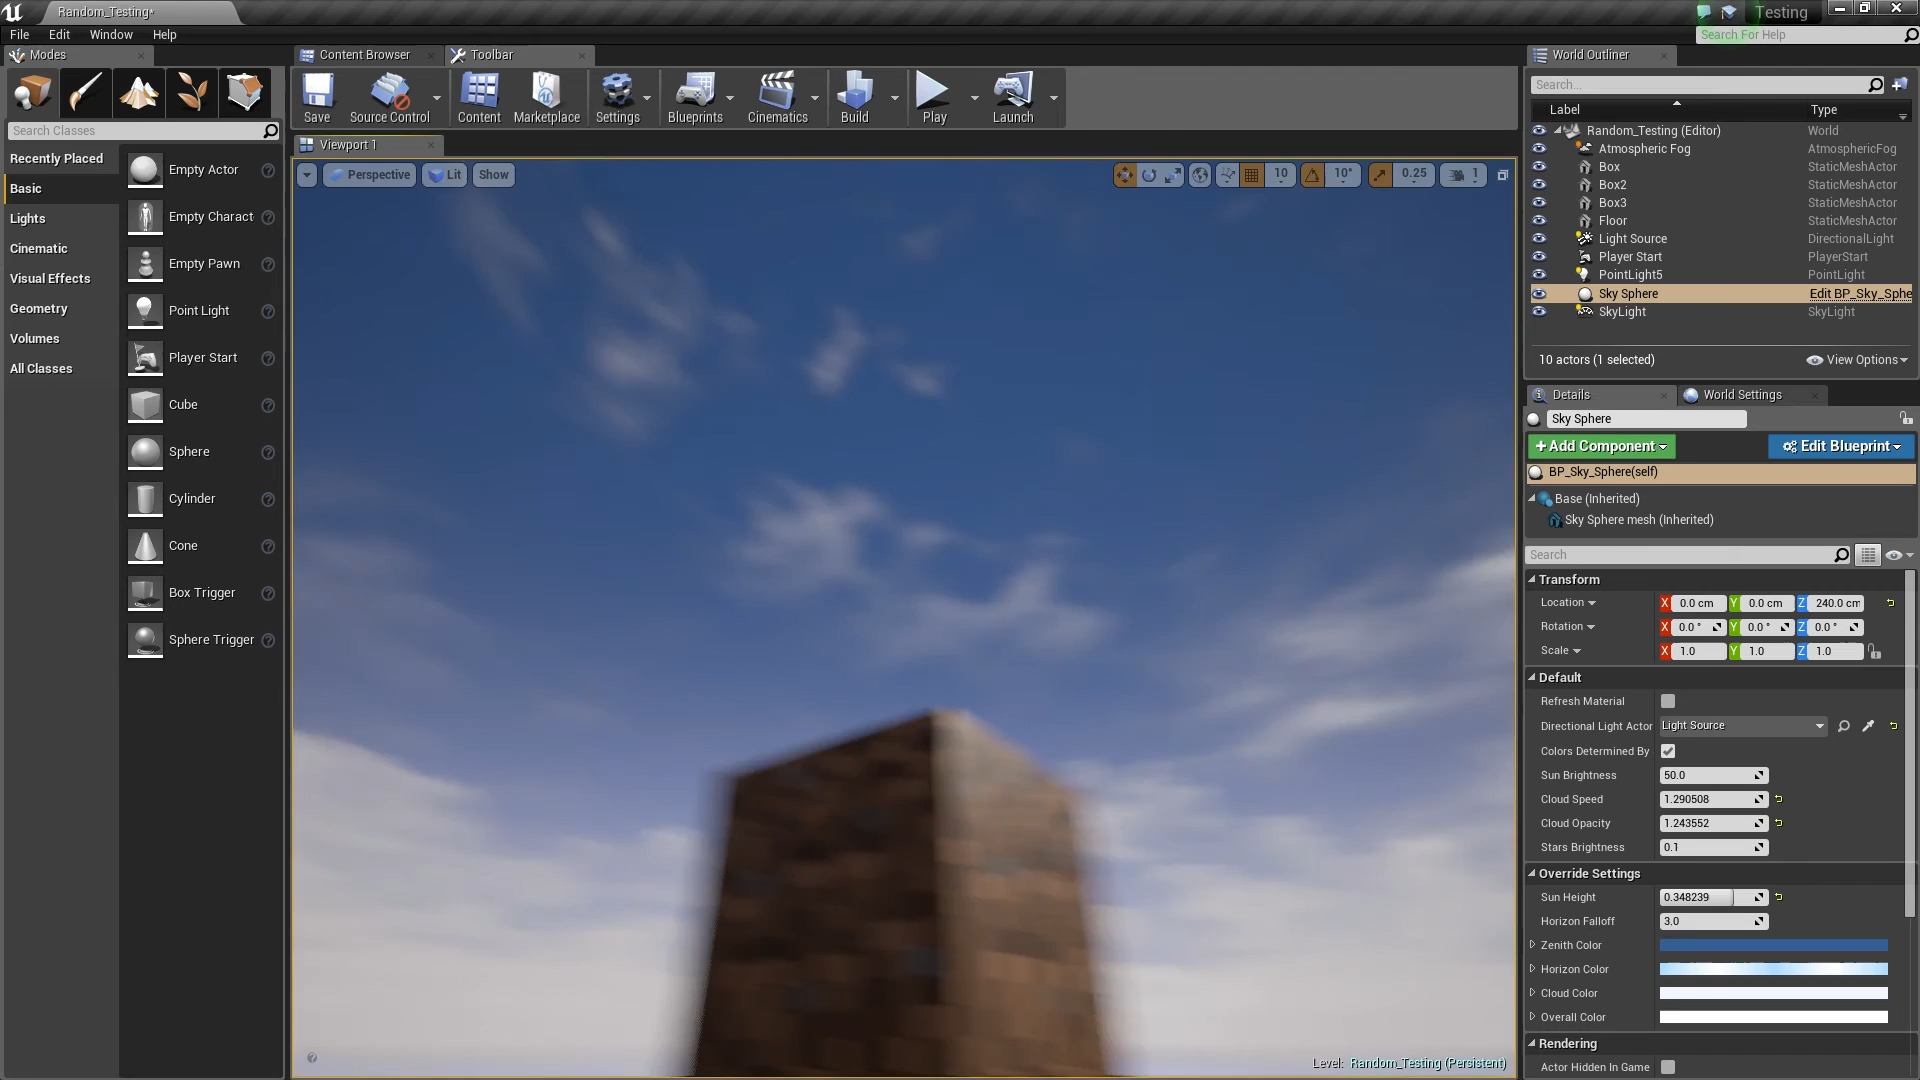 Random_Testing*
Testing
File Edit Window Help
Search For Help
Modes
Content Browser
Toolbar
World Outliner
Save
Source Control
Content
Marketplace
Settings
Blueprints
Cinematics
Build
Play
Launch
Search Classes
Recently Placed
Basic
Lights
Cinematic
Visual Effects
Geometry
Volumes
All Classes
Empty Actor
Empty Charact
Empty Pawn
Point Light
Player Start
Cube
Sphere
Cylinder
Cone
Box Trigger
Sphere Trigger
Viewport 1
Perspective
Lit
Show
10
10°
0.25
1
Level: Random_Testing (Persistent)
Search...
Label Type
Random_Testing (Editor) World
Atmospheric Fog AtmosphericFog
Box StaticMeshActor
Box2 StaticMeshActor
Box3 StaticMeshActor
Floor StaticMeshActor
Light Source DirectionalLight
Player Start PlayerStart
PointLight5 PointLight
Sky Sphere Edit BP_Sky_Sphe
SkyLight SkyLight
10 actors (1 selected) View Options
Details
World Settings
Sky Sphere
+Add Component
Edit Blueprint
BP_Sky_Sphere(self)
Base (Inherited)
Sky Sphere mesh (Inherited)
Search
Transform
Location X 0.0 cm Y 0.0 cm Z 240.0 cm
Rotation X 0.0 ° Y 0.0 ° Z 0.0 °
Scale X 1.0 Y 1.0 Z 1.0
Default
Refresh Material
Directional Light Actor Light Source
Colors Determined By
Sun Brightness 50.0
Cloud Speed 1.290508
Cloud Opacity 1.243552
Stars Brightness 0.1
Override Settings
Sun Height 0.348239
Horizon Falloff 3.0
Zenith Color
Horizon Color
Cloud Color
Overall Color
Rendering
Actor Hidden In Game